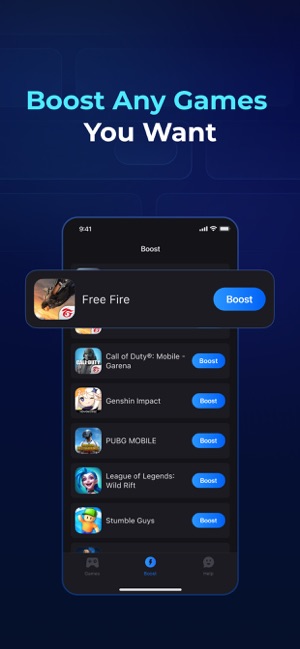 Boost Any Games
You Want
9:41
Boost
Free Fire
Boost
Call of Duty®: Mobile -
Garena
Boost
Genshin Impact
Boost
PUBG MOBILE
Boost
League of Legends:
Wild Rift
Boost
Stumble Guys
Boost
Games
Boost
Help